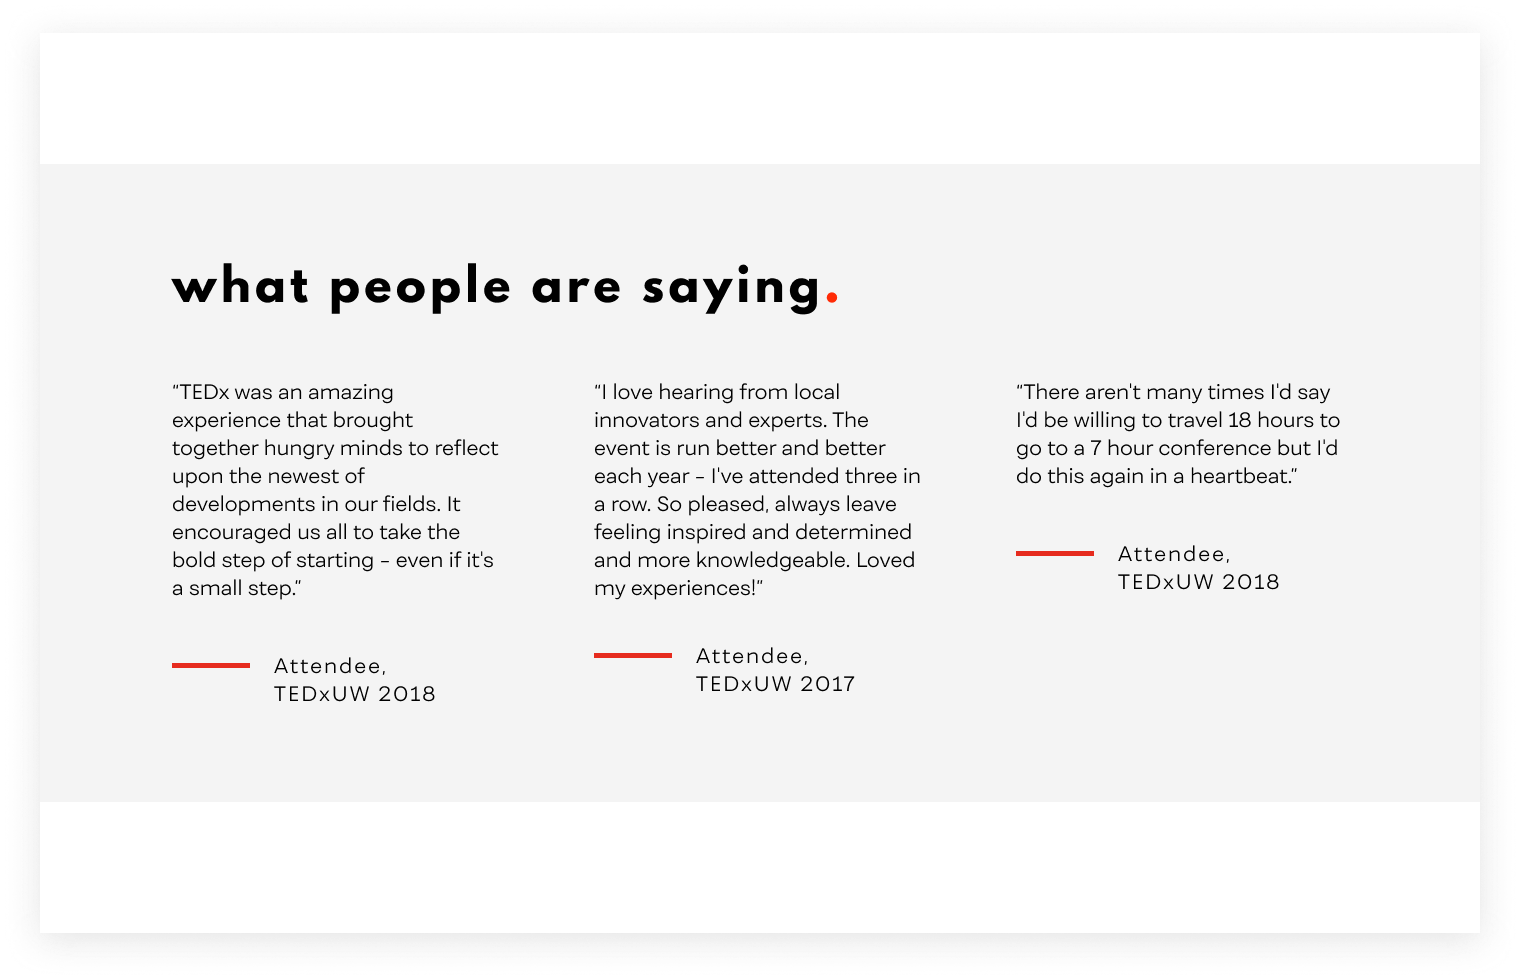 what people are saying.
“TEDx was an amazing
experience that brought
together hungry minds to reflect
upon the newest of
developments in our fields. It
encouraged us all to take the
bold step of starting – even if it's
a small step.“
Attendee,
TEDxUW 2018
“I love hearing from local
innovators and experts. The
event is run better and better
each year – I've attended three in
a row. So pleased, always leave
feeling inspired and determined
and more knowledgeable. Loved
my experiences!”
Attendee,
TEDxUW 2017
“There aren't many times I'd say
I'd be willing to travel 18 hours to
go to a 7 hour conference but I'd
do this again in a heartbeat.”
Attendee,
TEDxUW 2018